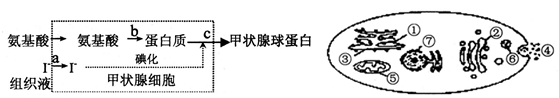 氨基酸 氨基酸 b 蛋白质 c 甲状腺球蛋白
a 碘化
I⁻ I⁻
组织液 甲状腺细胞
① ② ③ ④ ⑤ ⑥ ⑦